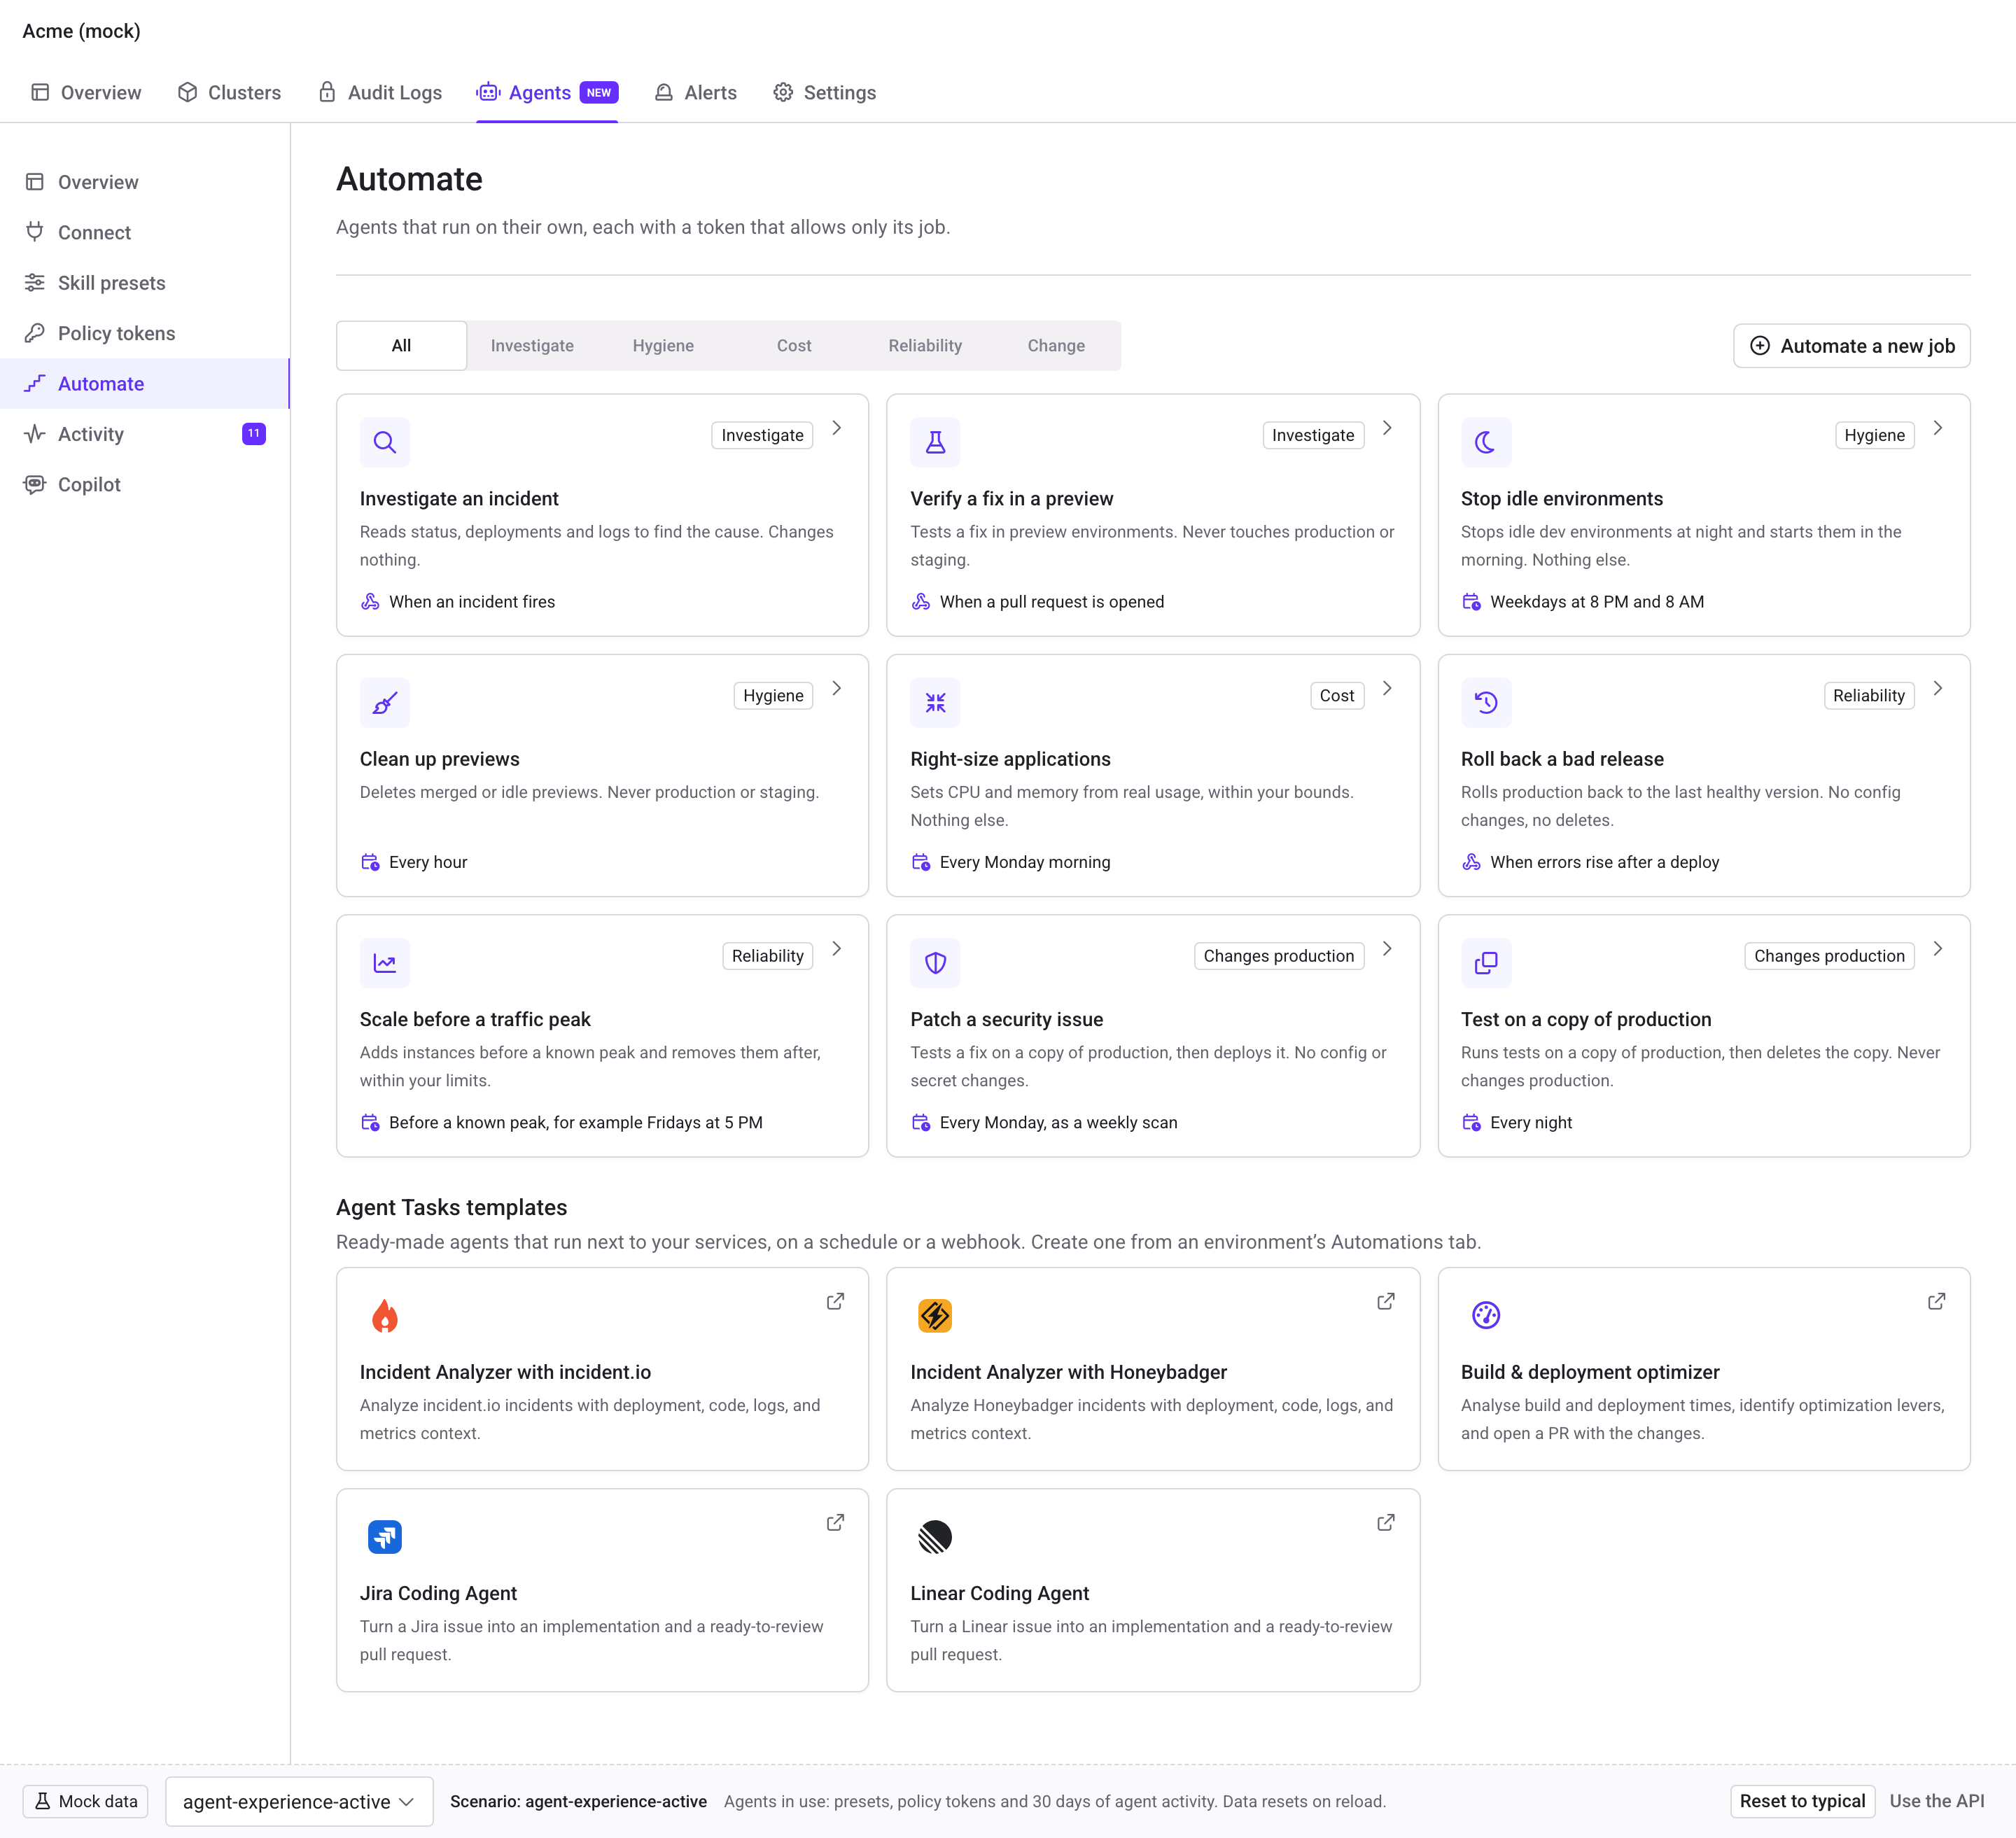 Acme (mock)
Overview
Clusters
Audit Logs
Agents NEW
Alerts
Settings
Overview
Connect
Skill presets
Policy tokens
Automate
Activity 11
Copilot
Automate
Agents that run on their own, each with a token that allows only its job.
All
Investigate
Hygiene
Cost
Reliability
Change
Automate a new job
Investigate
Investigate an incident
Reads status, deployments and logs to find the cause. Changes
nothing.
When an incident fires
Investigate
Verify a fix in a preview
Tests a fix in preview environments. Never touches production or
staging.
When a pull request is opened
Hygiene
Stop idle environments
Stops idle dev environments at night and starts them in the
morning. Nothing else.
Weekdays at 8 PM and 8 AM
Hygiene
Clean up previews
Deletes merged or idle previews. Never production or staging.
Every hour
Cost
Right-size applications
Sets CPU and memory from real usage, within your bounds.
Nothing else.
Every Monday morning
Reliability
Roll back a bad release
Rolls production back to the last healthy version. No config
changes, no deletes.
When errors rise after a deploy
Reliability
Scale before a traffic peak
Adds instances before a known peak and removes them after,
within your limits.
Before a known peak, for example Fridays at 5 PM
Changes production
Patch a security issue
Tests a fix on a copy of production, then deploys it. No config or
secret changes.
Every Monday, as a weekly scan
Changes production
Test on a copy of production
Runs tests on a copy of production, then deletes the copy. Never
changes production.
Every night
Agent Tasks templates
Ready-made agents that run next to your services, on a schedule or a webhook. Create one from an environment’s Automations tab.
Incident Analyzer with incident.io
Analyze incident.io incidents with deployment, code, logs, and
metrics context.
Incident Analyzer with Honeybadger
Analyze Honeybadger incidents with deployment, code, logs, and
metrics context.
Build & deployment optimizer
Analyse build and deployment times, identify optimization levers,
and open a PR with the changes.
Jira Coding Agent
Turn a Jira issue into an implementation and a ready-to-review
pull request.
Linear Coding Agent
Turn a Linear issue into an implementation and a ready-to-review
pull request.
Mock data
agent-experience-active
Scenario: agent-experience-active
Agents in use: presets, policy tokens and 30 days of agent activity. Data resets on reload.
Reset to typical
Use the API